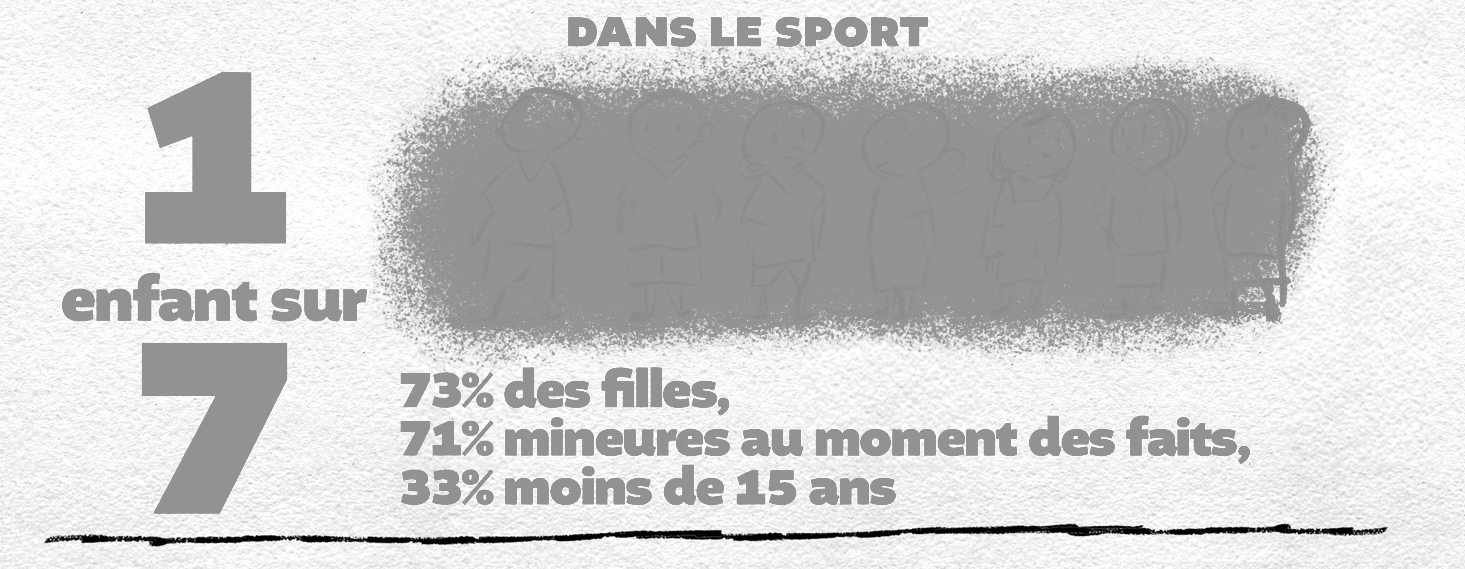 DANS LE SPORT
1
enfant sur
7
73% des filles,
71% mineures au moment des faits,
33% moins de 15 ans